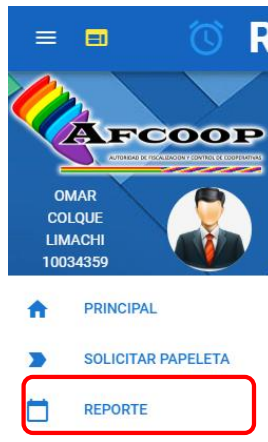 R
AFCOOP
AUTORIDAD DE FISCALIZACIÓN Y CONTROL DE COOPERATIVAS
OMAR
COLQUE
LIMACHI
10034359
PRINCIPAL
SOLICITAR PAPELETA
REPORTE